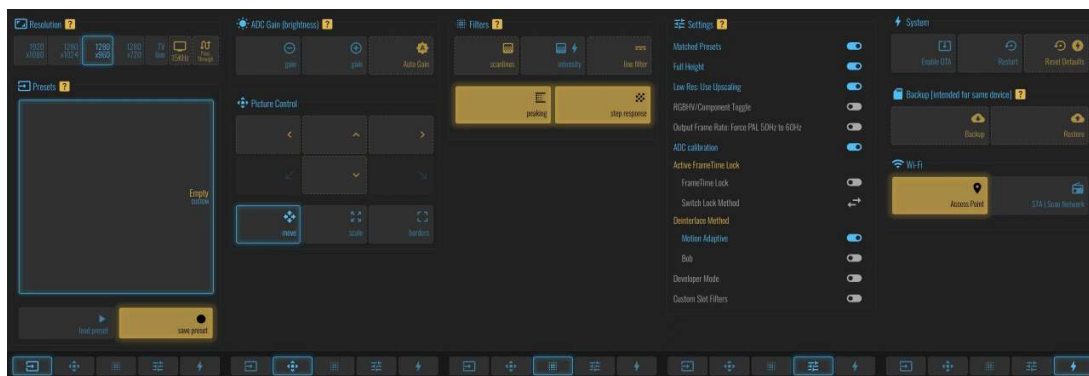 Resolution ?
1920 x1080
1280 x1024
1280 x960
1280 x720
15KHz
Pass Through
Presets ?
Empty
CUSTOM
load preset
save preset
ADC Gain (brightness) ?
gain
gain
Auto Gain
Picture Control
move
scale
borders
Filters ?
scanlines
intensity
line filter
peaking
step response
Settings ?
Matched Presets
Full Height
Low Res: Use Upscaling
RGBHV/Component Toggle
Output Frame Rate: Force PAL 50Hz to 60Hz
ADC calibration
Active FrameTime Lock
FrameTime Lock
Switch Lock Method
Deinterlace Method
Motion Adaptive
Bob
Developer Mode
Custom Slot Filters
System
Enable OTA
Restart
Reset Defaults
Backup [intended for same device] ?
Backup
Restore
Wi-Fi
Access Point
STA | Scan Network